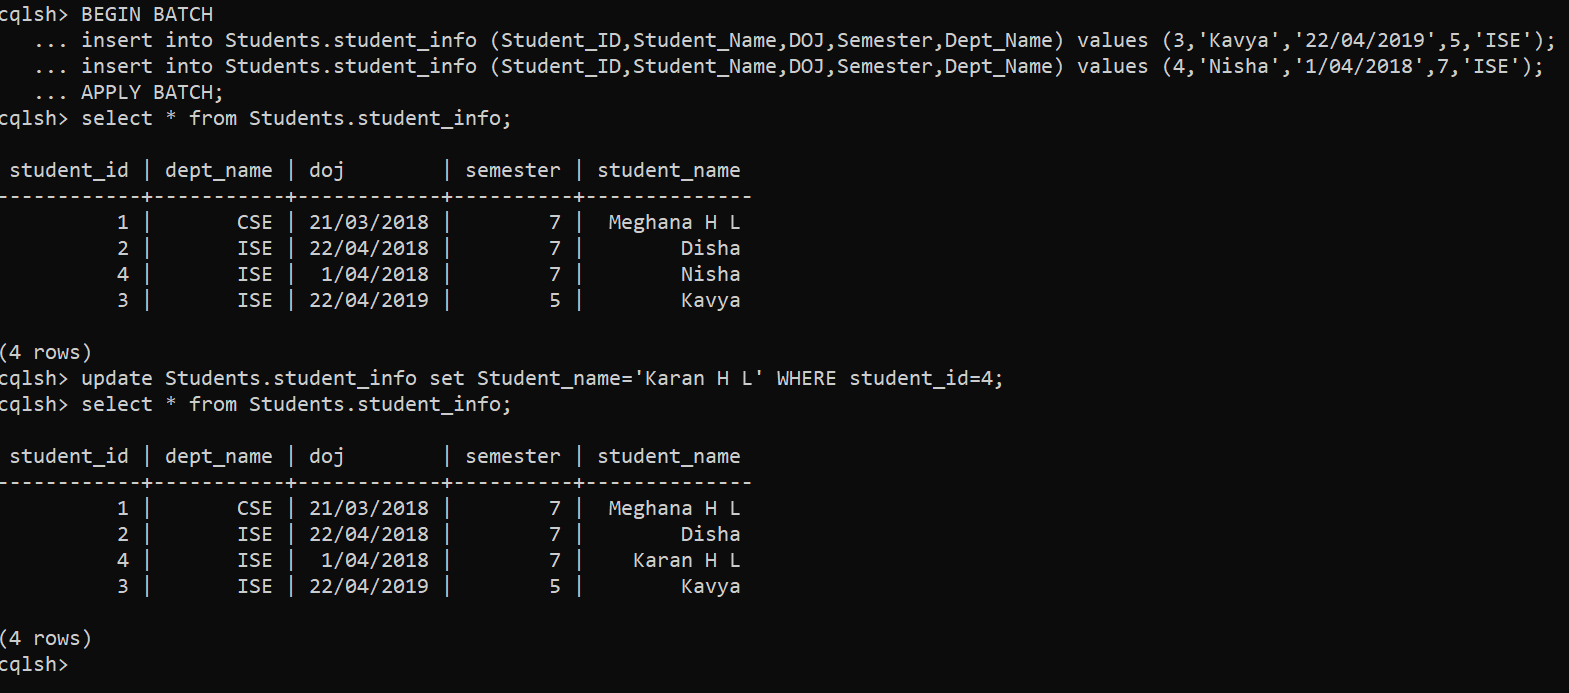 cqlsh> BEGIN BATCH
   ... insert into Students.student_info (Student_ID,Student_Name,DOJ,Semester,Dept_Name) values (3,'Kavya','22/04/2019',5,'ISE');
   ... insert into Students.student_info (Student_ID,Student_Name,DOJ,Semester,Dept_Name) values (4,'Nisha','1/04/2018',7,'ISE');
   ... APPLY BATCH;
cqlsh> select * from Students.student_info;

 student_id | dept_name | doj        | semester | student_name
------------+-----------+------------+----------+--------------
          1 |       CSE | 21/03/2018 |        7 |  Meghana H L
          2 |       ISE | 22/04/2018 |        7 |        Disha
          4 |       ISE |  1/04/2018 |        7 |        Nisha
          3 |       ISE | 22/04/2019 |        5 |        Kavya

(4 rows)
cqlsh> update Students.student_info set Student_name='Karan H L' WHERE student_id=4;
cqlsh> select * from Students.student_info;

 student_id | dept_name | doj        | semester | student_name
------------+-----------+------------+----------+--------------
          1 |       CSE | 21/03/2018 |        7 |  Meghana H L
          2 |       ISE | 22/04/2018 |        7 |        Disha
          4 |       ISE |  1/04/2018 |        7 |    Karan H L
          3 |       ISE | 22/04/2019 |        5 |        Kavya

(4 rows)
cqlsh>